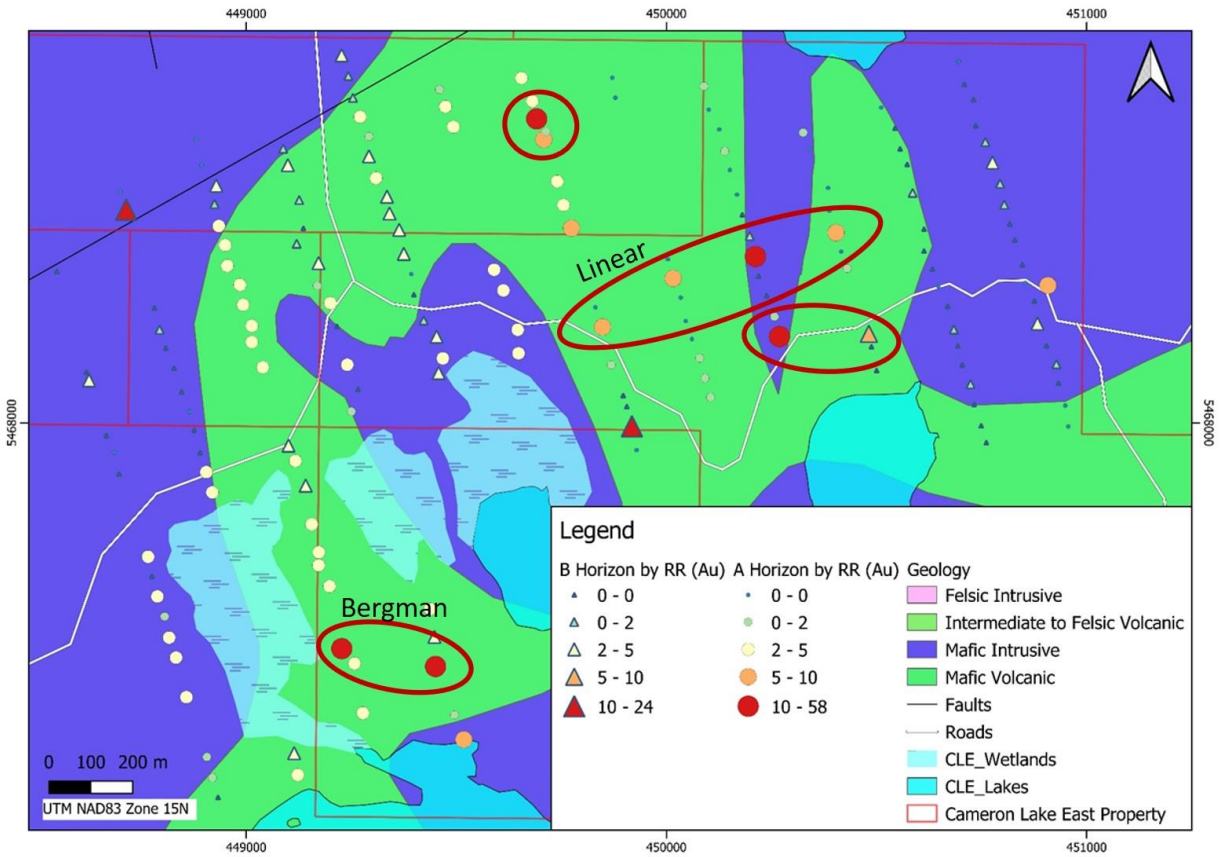 449000 450000 451000
Linear
5468000 5468000
Bergman
Legend
B Horizon by RR (Au) A Horizon by RR (Au) Geology
0 - 0 0 - 0 Felsic Intrusive
0 - 2 0 - 2 Intermediate to Felsic Volcanic
2 - 5 2 - 5 Mafic Intrusive
5 - 10 5 - 10 Mafic Volcanic
10 - 24 10 - 58 Faults
Roads
CLE_Wetlands
CLE_Lakes
Cameron Lake East Property
0 100 200 m
UTM NAD83 Zone 15N
449000 450000 451000